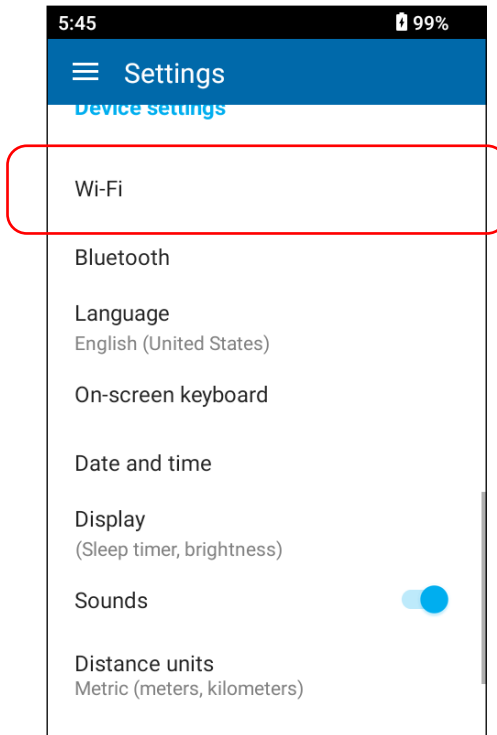 5:45 99%
Settings
Device settings
Wi-Fi
Bluetooth
Language
English (United States)
On-screen keyboard
Date and time
Display
(Sleep timer, brightness)
Sounds
Distance units
Metric (meters, kilometers)